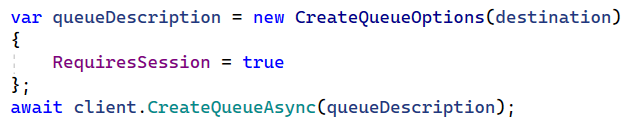 var queueDescription = new CreateQueueOptions(destination)
{
    RequiresSession = true
};
await client.CreateQueueAsync(queueDescription);